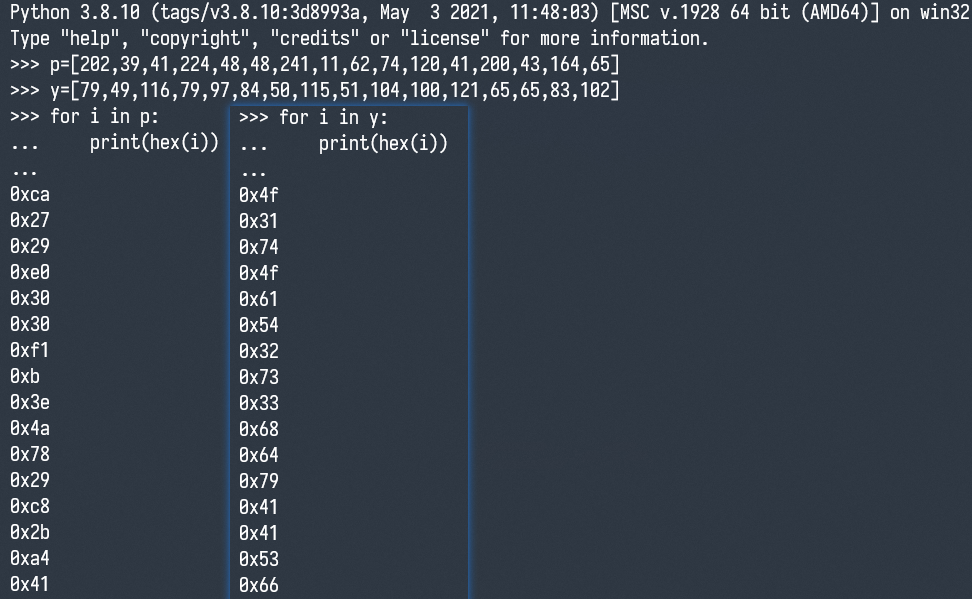 Python 3.8.10 (tags/v3.8.10:3d8993a, May  3 2021, 11:48:03) [MSC v.1928 64 bit (AMD64)] on win32
Type "help", "copyright", "credits" or "license" for more information.
>>> p=[202,39,41,224,48,48,241,11,62,74,120,41,200,43,164,65]
>>> y=[79,49,116,79,97,84,50,115,51,104,100,121,65,65,83,102]
>>> for i in p:
...     print(hex(i))
...
0xca
0x27
0x29
0xe0
0x30
0x30
0xf1
0xb
0x3e
0x4a
0x78
0x29
0xc8
0x2b
0xa4
0x41
>>> for i in y:
...     print(hex(i))
...
0x4f
0x31
0x74
0x4f
0x61
0x54
0x32
0x73
0x33
0x68
0x64
0x79
0x41
0x41
0x53
0x66